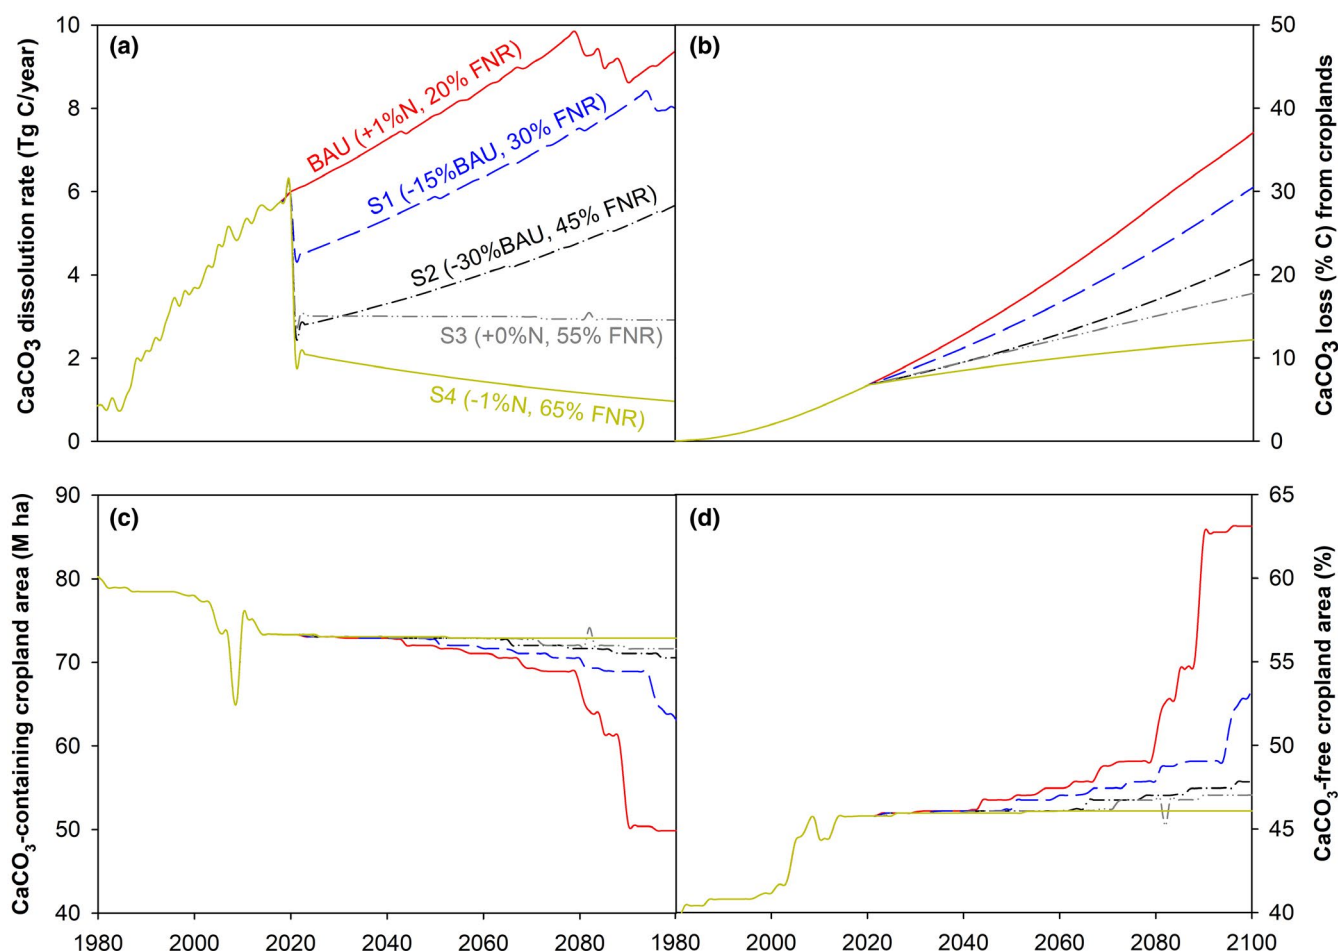 (a)
CaCO3 dissolution rate (Tg C/year)
10
8
6
4
2
0
BAU (+1%N, 20% FNR)
S1 (-15%BAU, 30% FNR)
S2 (-30%BAU, 45% FNR)
S3 (+0%N, 55% FNR)
S4 (-1%N, 65% FNR)
(b)
50
40
30
20
10
0
CaCO3 loss (% C) from croplands
(c)
CaCO3-containing cropland area (M ha)
90
80
70
60
50
40
1980 2000 2020 2040 2060 2080 1980 2000 2020 2040 2060 2080 2100
(d)
65
60
55
50
45
40
CaCO3-free cropland area (%)